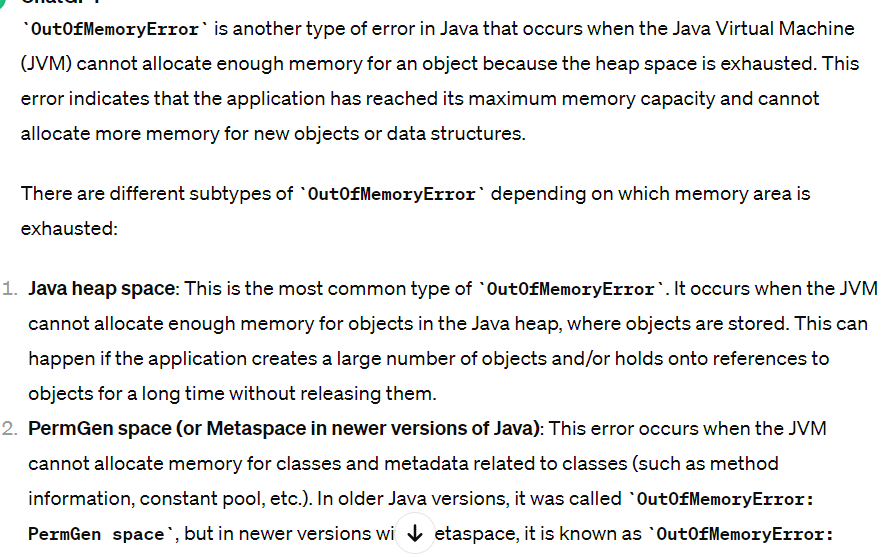 `OutOfMemoryError` is another type of error in Java that occurs when the Java Virtual Machine
(JVM) cannot allocate enough memory for an object because the heap space is exhausted. This
error indicates that the application has reached its maximum memory capacity and cannot
allocate more memory for new objects or data structures.
There are different subtypes of `OutOfMemoryError` depending on which memory area is
exhausted:
1. Java heap space: This is the most common type of `OutOfMemoryError`. It occurs when the JVM
cannot allocate enough memory for objects in the Java heap, where objects are stored. This can
happen if the application creates a large number of objects and/or holds onto references to
objects for a long time without releasing them.
2. PermGen space (or Metaspace in newer versions of Java): This error occurs when the JVM
cannot allocate memory for classes and metadata related to classes (such as method
information, constant pool, etc.). In older Java versions, it was called `OutOfMemoryError:
PermGen space`, but in newer versions wi etaspace, it is known as `OutOfMemoryError: